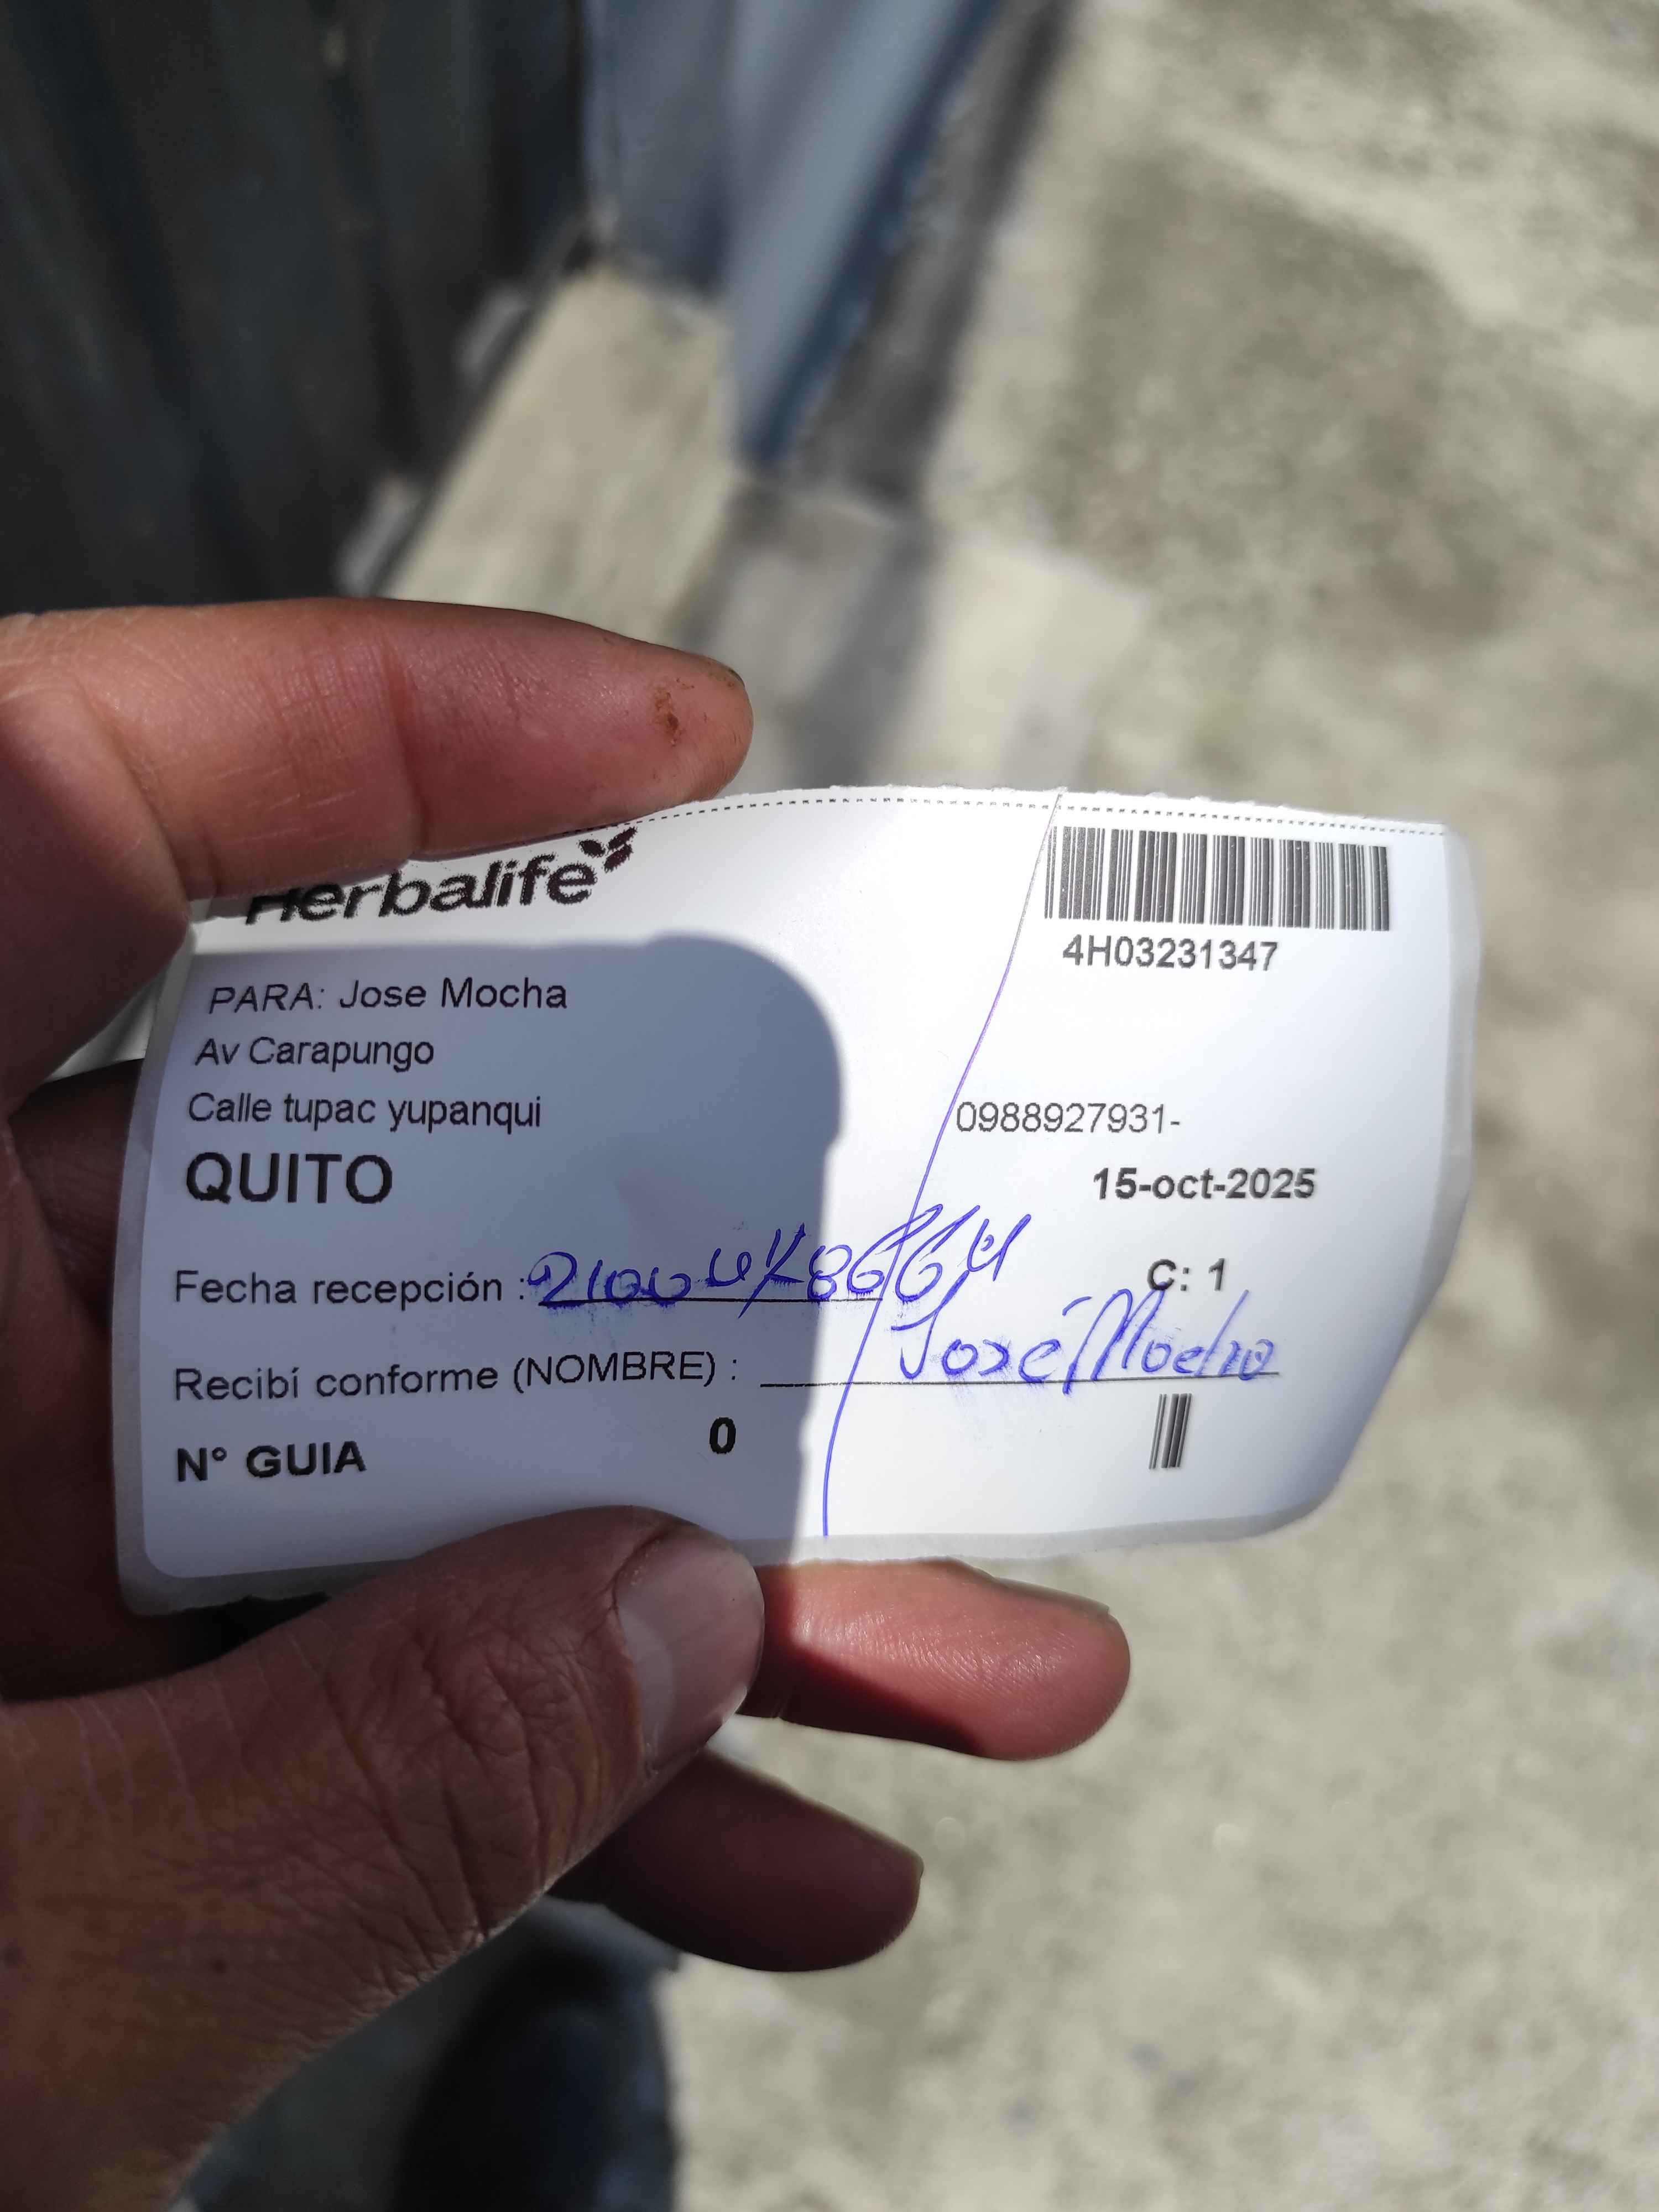 Herbalife
4H03231347
PARA: Jose Mocha
Av Carapungo
Calle tupac yupanqui
0988927931-
QUITO
15-oct-2025
C: 1
Fecha recepción :
Recibí conforme (NOMBRE) : José Mocha
N° GUIA 0